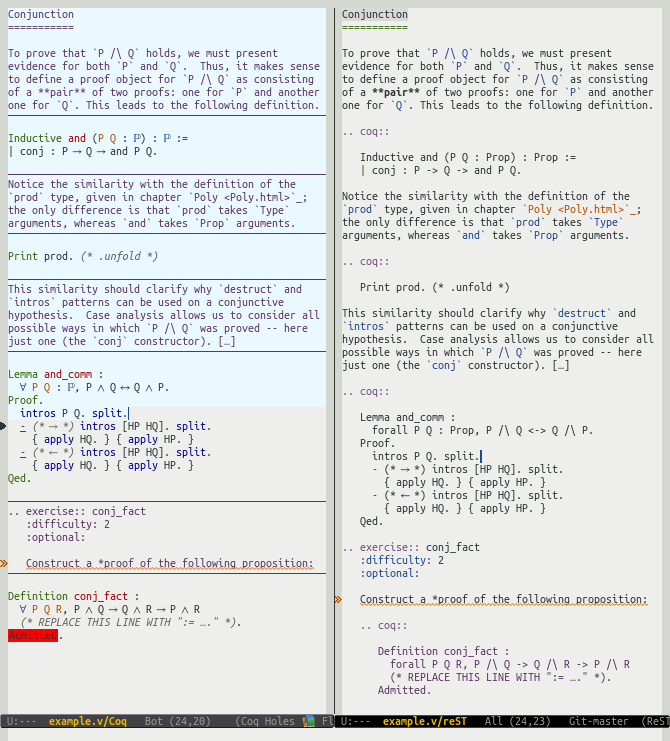 Conjunction
===========
To prove that `P /\ Q` holds, we must present
evidence for both `P` and `Q`.  Thus, it makes sense
to define a proof object for `P /\ Q` as consisting
of a **pair** of two proofs: one for `P` and another
one for `Q`. This leads to the following definition.
Inductive and (P Q : ℙ) : ℙ :=
| conj : P → Q → and P Q.
Notice the similarity with the definition of the
`prod` type, given in chapter `Poly <Poly.html>`_;
the only difference is that `prod` takes `Type`
arguments, whereas `and` takes `Prop` arguments.
Print prod. (* .unfold *)
This similarity should clarify why `destruct` and
`intros` patterns can be used on a conjunctive
hypothesis.  Case analysis allows us to consider all
possible ways in which `P /\ Q` was proved -- here
just one (the `conj` constructor). […]
Lemma and_comm :
  ∀ P Q : ℙ, P ∧ Q ↔ Q ∧ P.
Proof.
  intros P Q. split.
  - (* → *) intros [HP HQ]. split.
    { apply HQ. } { apply HP. }
  - (* ← *) intros [HP HQ]. split.
    { apply HQ. } { apply HP. }
Qed.
.. exercise:: conj_fact
   :difficulty: 2
   :optional:
   Construct a *proof of the following proposition:
Definition conj_fact :
  ∀ P Q R, P ∧ Q → Q ∧ R → P ∧ R
  (* REPLACE THIS LINE WITH ":= …." *).
Admitted.
U:---  example.v/Coq   Bot (24,20)    (Coq Holes Fl
Conjunction
===========
To prove that `P /\ Q` holds, we must present
evidence for both `P` and `Q`.  Thus, it makes sense
to define a proof object for `P /\ Q` as consisting
of a **pair** of two proofs: one for `P` and another
one for `Q`. This leads to the following definition.
.. coq::
   Inductive and (P Q : Prop) : Prop :=
   | conj : P -> Q -> and P Q.
Notice the similarity with the definition of the
`prod` type, given in chapter `Poly <Poly.html>`_;
the only difference is that `prod` takes `Type`
arguments, whereas `and` takes `Prop` arguments.
.. coq::
   Print prod. (* .unfold *)
This similarity should clarify why `destruct` and
`intros` patterns can be used on a conjunctive
hypothesis.  Case analysis allows us to consider all
possible ways in which `P /\ Q` was proved -- here
just one (the `conj` constructor). […]
.. coq::
   Lemma and_comm :
     forall P Q : Prop, P /\ Q <-> Q /\ P.
   Proof.
     intros P Q. split.
     - (* → *) intros [HP HQ]. split.
       { apply HQ. } { apply HP. }
     - (* ← *) intros [HP HQ]. split.
       { apply HQ. } { apply HP. }
   Qed.
.. exercise:: conj_fact
   :difficulty: 2
   :optional:
   Construct a *proof of the following proposition:
   .. coq::
      Definition conj_fact :
        forall P Q R, P /\ Q -> Q /\ R -> P /\ R
        (* REPLACE THIS LINE WITH ":= …." *).
      Admitted.
U:---  example.v/reST   All (24,23)   Git-master  (ReST